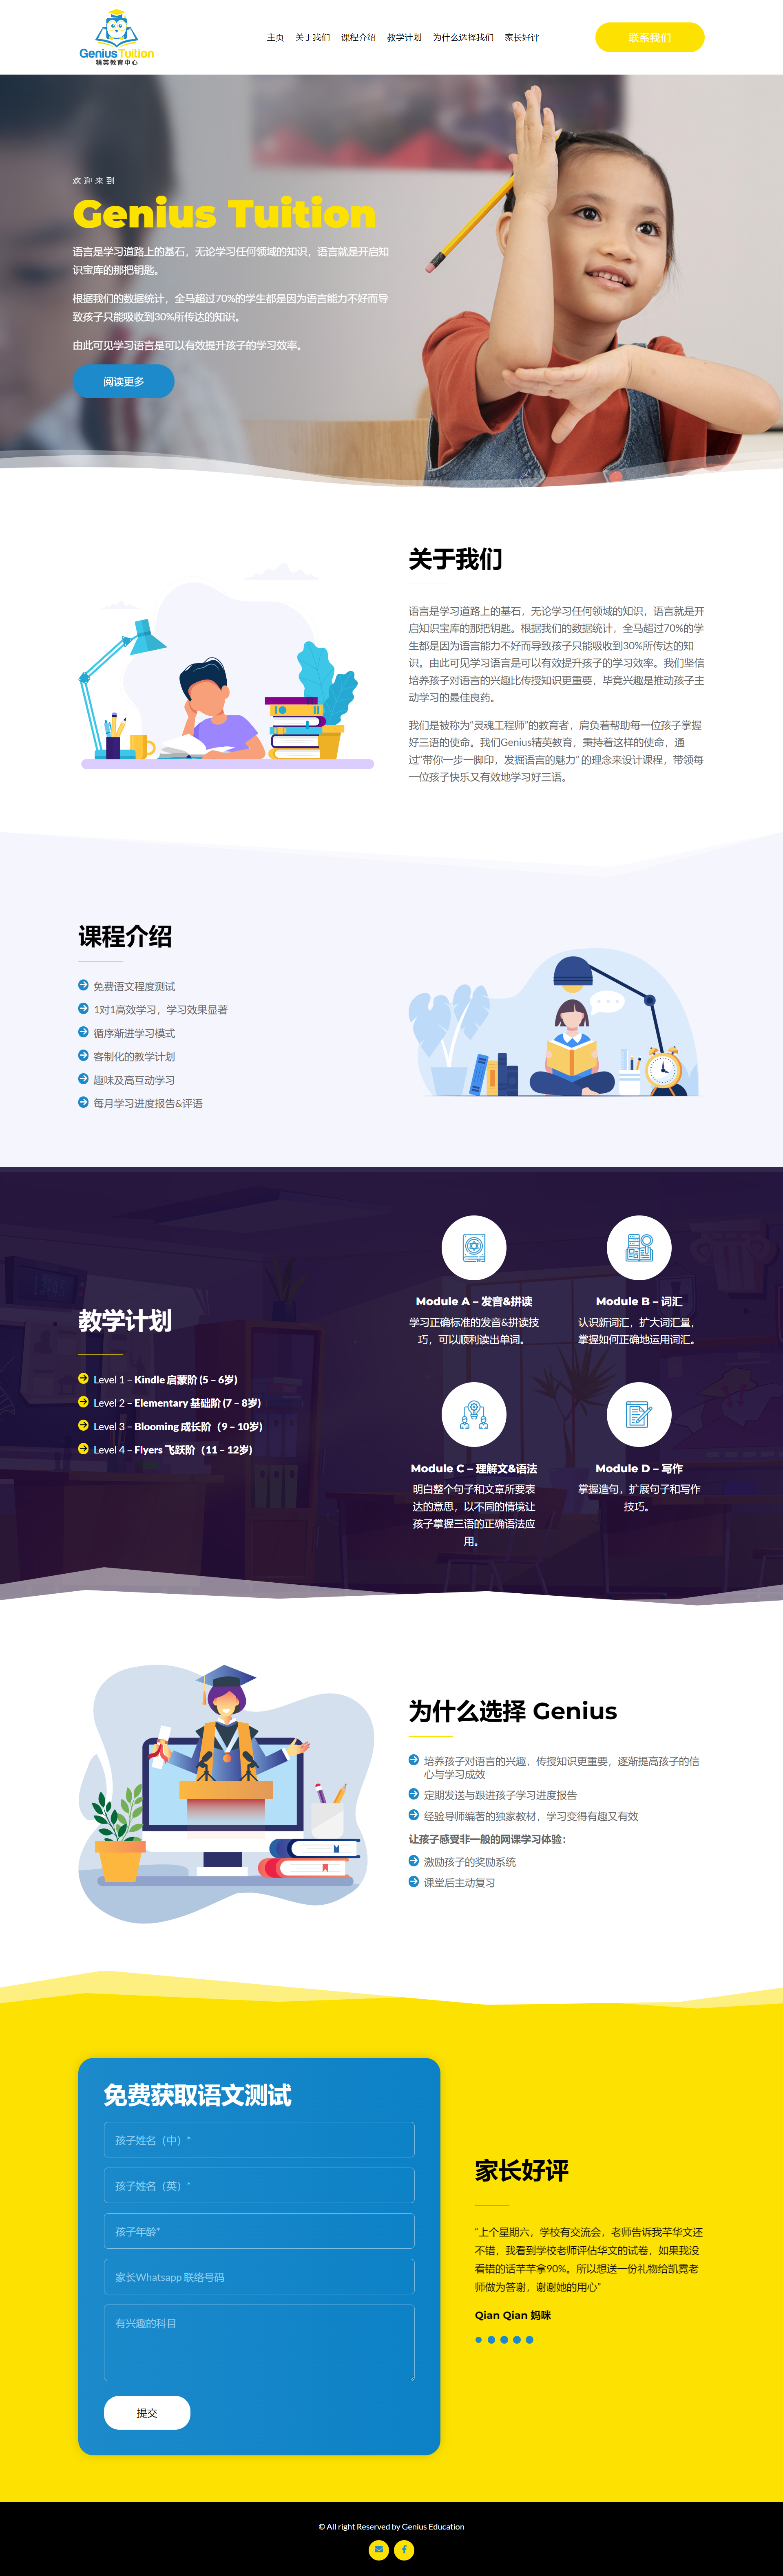 Genius Tuition
精英教育中心
主页 关于我们 课程介绍 教学计划 为什么选择我们 家长好评
联系我们
欢迎来到
Genius Tuition
语言是学习道路上的基石，无论学习任何领域的知识，语言就是开启知
识宝库的那把钥匙。
根据我们的数据统计，全马超过70%的学生都是因为语言能力不好而导
致孩子只能吸收到30%所传达的知识。
由此可见学习语言是可以有效提升孩子的学习效率。
阅读更多
关于我们
语言是学习道路上的基石，无论学习任何领域的知识，语言就是开
启知识宝库的那把钥匙。根据我们的数据统计，全马超过70%的学
生都是因为语言能力不好而导致孩子只能吸收到30%所传达的知
识。由此可见学习语言是可以有效提升孩子的学习效率。我们坚信
培养孩子对语言的兴趣比传授知识更重要，毕竟兴趣是推动孩子主
动学习的最佳良药。
我们是被称为“灵魂工程师”的教育者，肩负着帮助每一位孩子掌握
好三语的使命。我们Genius精英教育，秉持着这样的使命，通
过“带你一步一脚印，发掘语言的魅力” 的理念来设计课程，带领每
一位孩子快乐又有效地学习好三语。
课程介绍
免费语文程度测试
1对1高效学习，学习效果显著
循序渐进学习模式
客制化的教学计划
趣味及高互动学习
每月学习进度报告&评语
教学计划
Level 1 – Kindle 启蒙阶 (5 – 6岁)
Level 2 – Elementary 基础阶 (7 – 8岁)
Level 3 – Blooming 成长阶（9 – 10岁)
Level 4 – Flyers 飞跃阶（11 – 12岁)
Module A – 发音&拼读
学习正确标准的发音&拼读技
巧，可以顺利读出单词。
Module B – 词汇
认识新词汇，扩大词汇量，
掌握如何正确地运用词汇。
Module C – 理解文&语法
明白整个句子和文章所要表
达的意思，以不同的情境让
孩子掌握三语的正确语法应
用。
Module D – 写作
掌握造句，扩展句子和写作
技巧。
为什么选择 Genius
培养孩子对语言的兴趣，传授知识更重要，逐渐提高孩子的信
心与学习成效
定期发送与跟进孩子学习进度报告
经验导师编著的独家教材，学习变得有趣又有效
让孩子感受非一般的网课学习体验：
激励孩子的奖励系统
课堂后主动复习
免费获取语文测试
孩子姓名（中）*
孩子姓名（英）*
孩子年龄*
家长Whatsapp 联络号码
有兴趣的科目
提交
家长好评
“上个星期六，学校有交流会，老师告诉我芊华文还
不错，我看到学校老师评估华文的试卷，如果我没
看错的话芊芊拿90%。所以想送一份礼物给凯霓老
师做为答谢，谢谢她的用心”
Qian Qian 妈咪
© All right Reserved by Genius Education